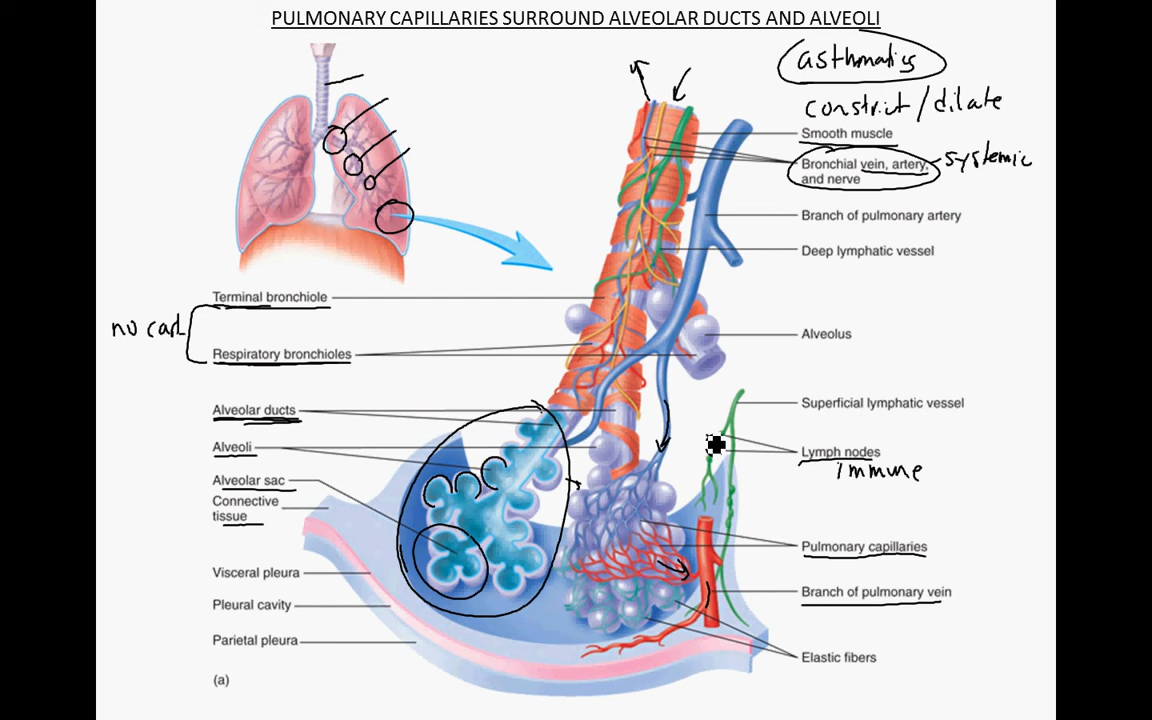 PULMONARY CAPILLARIES SURROUND ALVEOLAR DUCTS AND ALVEOLI
asthmatics
constrict/dilate
Smooth muscle
Bronchial vein, artery,
and nerve
systemic
Branch of pulmonary artery
Deep lymphatic vessel
Terminal bronchiole
no cart
Respiratory bronchioles
Alveolus
Alveolar ducts
Superficial lymphatic vessel
Alveoli
Lymph nodes
immune
Alveolar sac
Connective
tissue
Pulmonary capillaries
Visceral pleura
Branch of pulmonary vein
Pleural cavity
Parietal pleura
Elastic fibers
(a)